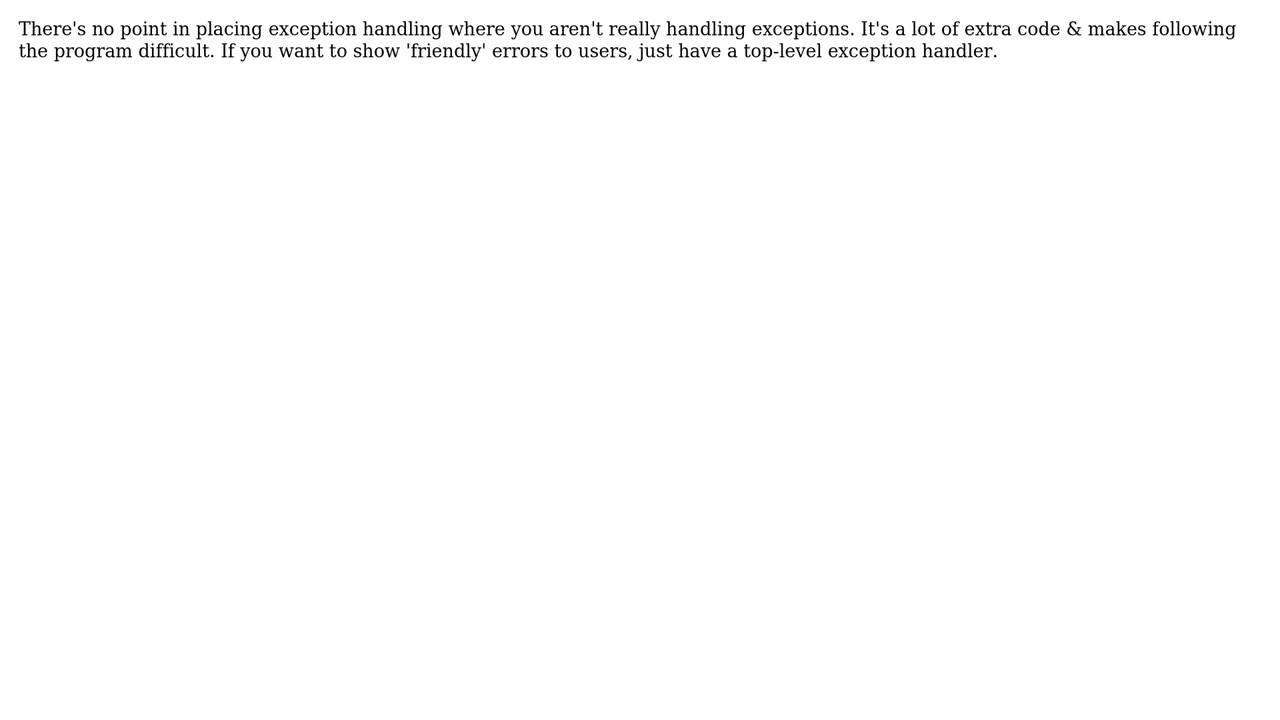 There's no point in placing exception handling where you aren't really handling exceptions. It's a lot of extra code & makes following
the program difficult. If you want to show 'friendly' errors to users, just have a top-level exception handler.